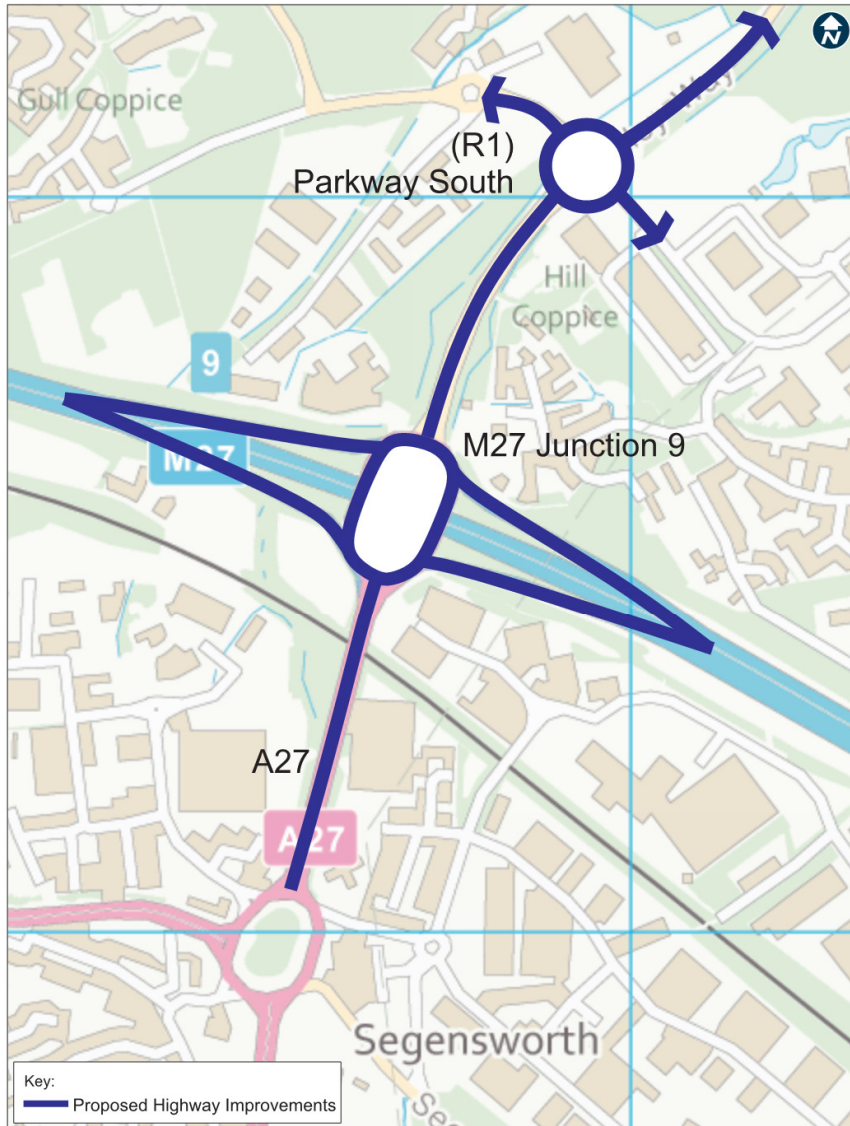 N
Gull Coppice
(R1)
Parkway South
Way
Hill
Coppice
9
M27
M27 Junction 9
A27
A27
Segensworth
Key:
Proposed Highway Improvements